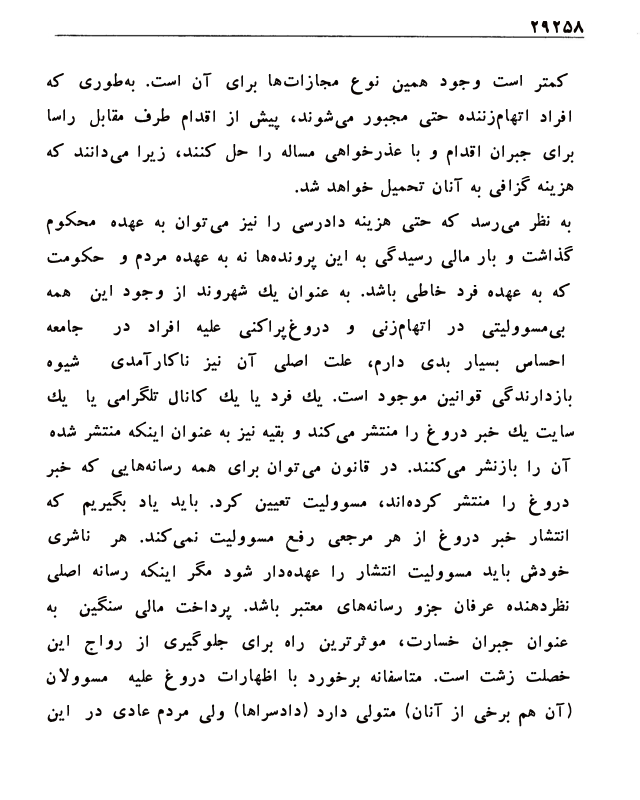 ۲۹۲۵۸
کمتر است وجود همین نوع مجازات‌ها برای آن است. به‌طوری که
افراد اتهام‌زننده حتی مجبور می‌شوند، پیش از اقدام طرف مقابل راسا
برای جبران اقدام و با عذرخواهی مساله را حل کنند، زیرا می‌دانند که
هزینه گزافی به آنان تحمیل خواهد شد.
به نظر می‌رسد که حتی هزینه دادرسی را نیز می‌توان به عهده محکوم
گذاشت و بار مالی رسیدگی به این پرونده‌ها نه به عهده مردم و حکومت
که به عهده فرد خاطی باشد. به عنوان یك شهروند از وجود این همه
بی‌مسوولیتی در اتهام‌زنی و دروغ‌پراکنی علیه افراد در جامعه
احساس بسیار بدی دارم، علت اصلی آن نیز ناکارآمدی شیوه
بازدارندگی قوانین موجود است. یك فرد یا یك کانال تلگرامی یا یك
سایت یك خبر دروغ را منتشر می‌کند و بقیه نیز به عنوان اینکه منتشر شده
آن را بازنشر می‌کنند. در قانون می‌توان برای همه رسانه‌هایی که خبر
دروغ را منتشر کرده‌اند، مسوولیت تعیین کرد. باید یاد بگیریم که
انتشار خبر دروغ از هر مرجعی رفع مسوولیت نمی‌کند. هر ناشری
خودش باید مسوولیت انتشار را عهده‌دار شود مگر اینکه رسانه اصلی
نظردهنده عرفان جزو رسانه‌های معتبر باشد. پرداخت مالی سنگین به
عنوان جبران خسارت، موثرترین راه برای جلوگیری از رواج این
خصلت زشت است. متاسفانه برخورد با اظهارات دروغ علیه مسوولان
(آن هم برخی از آنان) متولی دارد (دادسراها) ولی مردم عادی در این